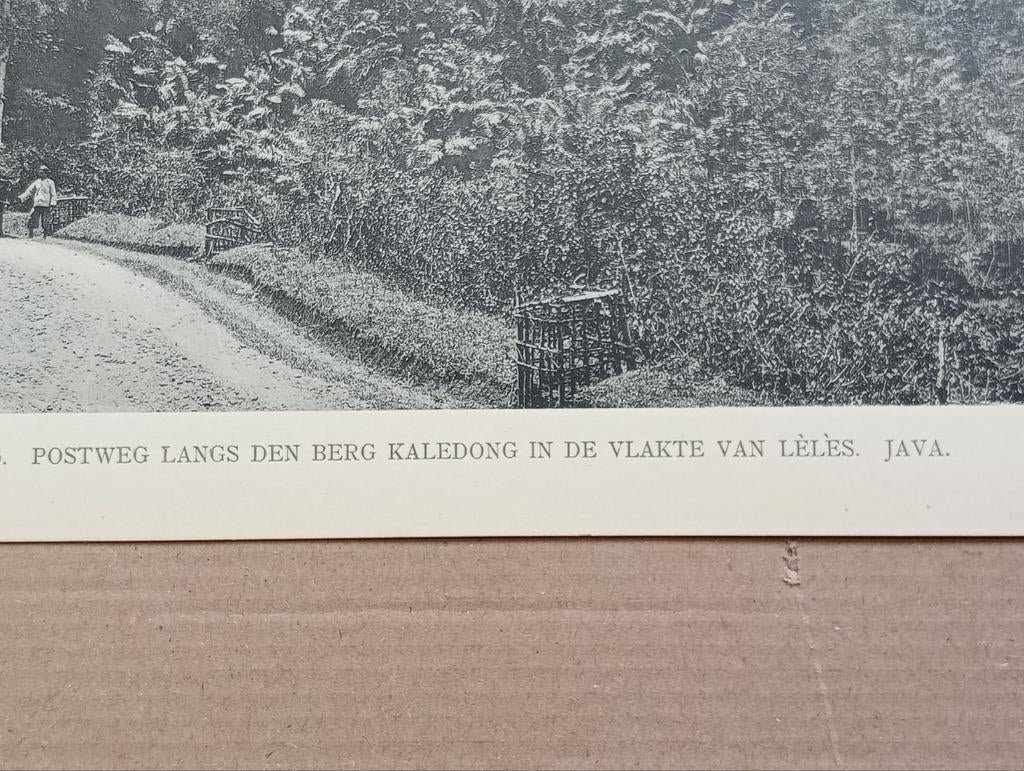 . POSTWEG LANGS DEN BERG KALEDONG IN DE VLAKTE VAN LÈLÈS. JAVA.